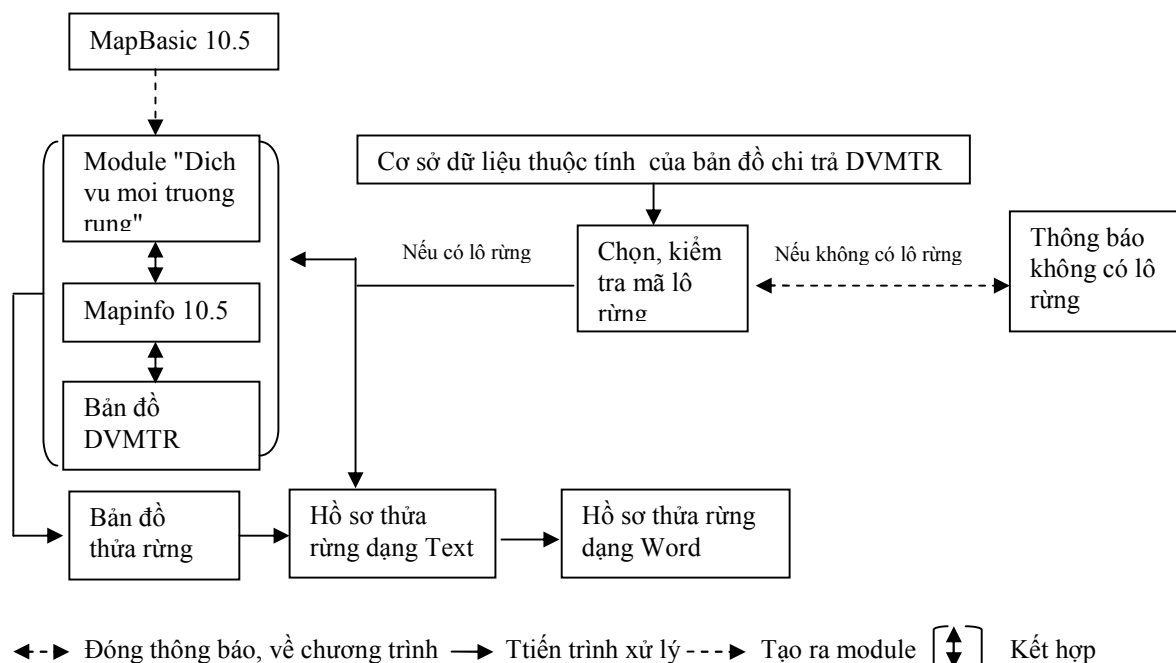 MapBasic 10.5
Module "Dich
vu moi truong
rung"
Cơ sở dữ liệu thuộc tính của bản đồ chi trả DVMTR
Nếu có lô rừng
Chọn, kiểm
tra mã lô
rừng
Nếu không có lô rừng
Thông báo
không có lô
rừng
Mapinfo 10.5
Bản đồ
DVMTR
Bản đồ
thửa rừng
Hồ sơ thửa
rừng dạng Text
Hồ sơ thửa rừng
dạng Word
Đóng thông báo, về chương trình Ttiến trình xử lý Tạo ra module Kết hợp